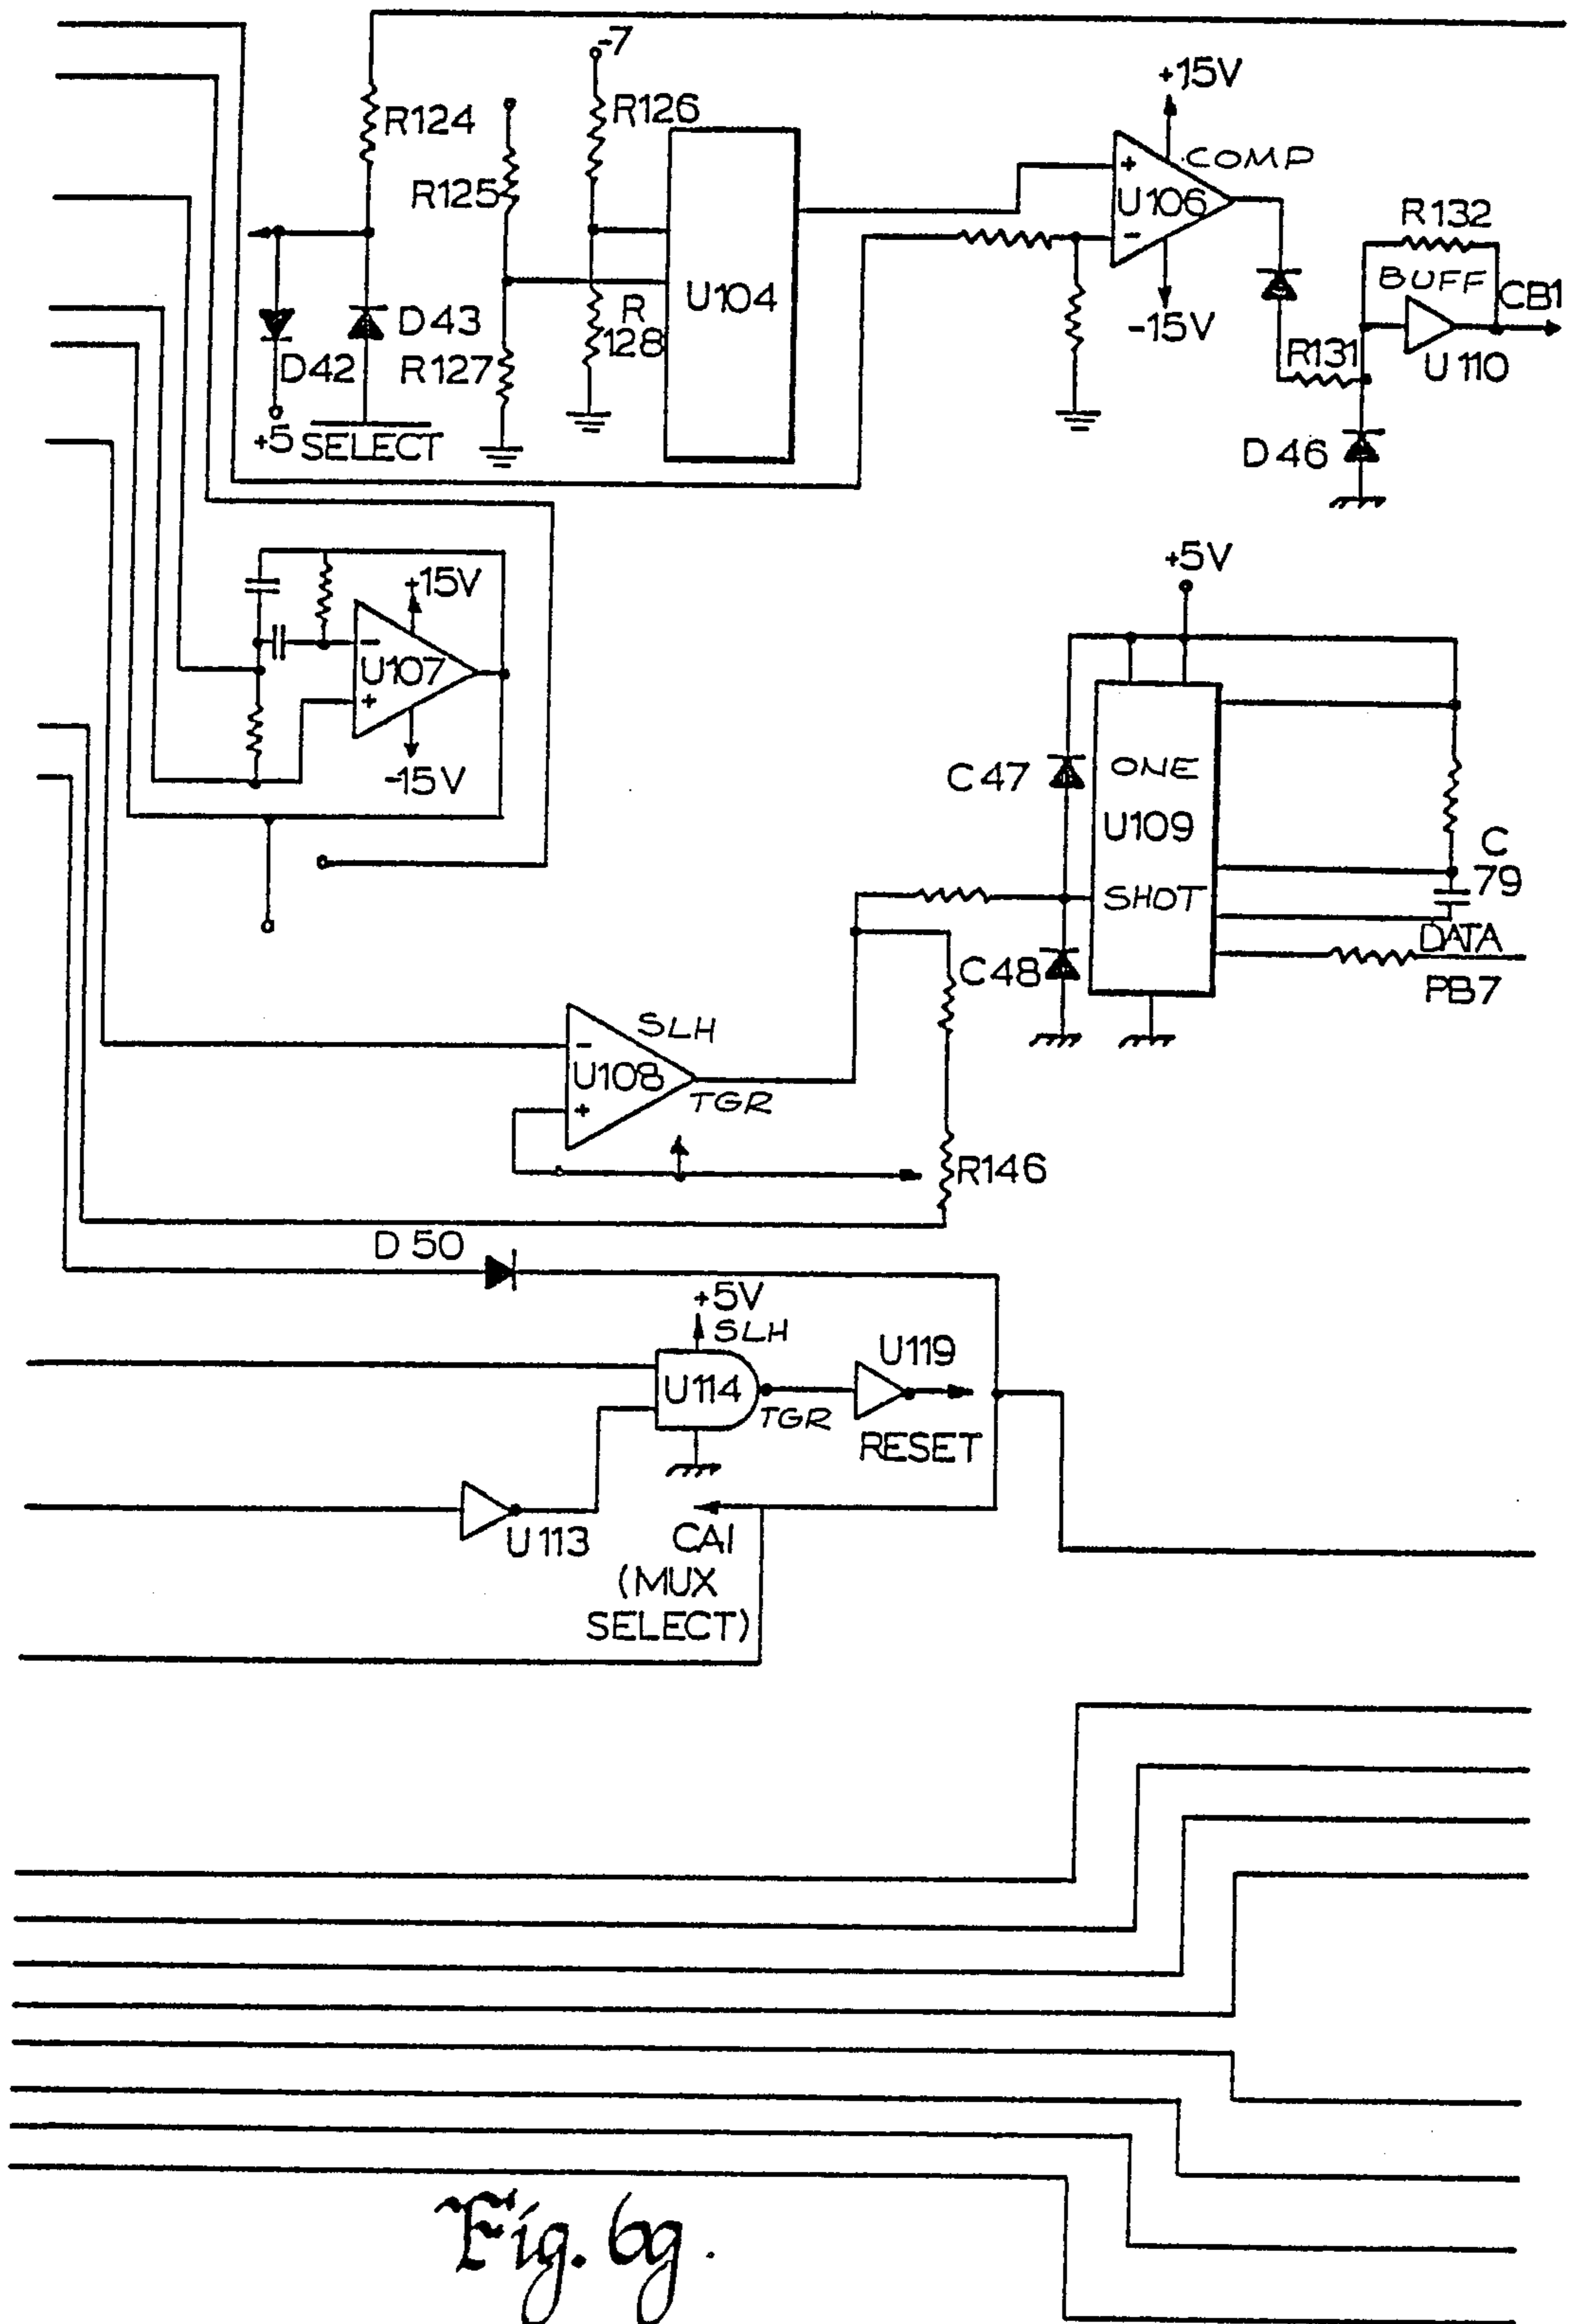 -7
+15V
R124
R126
COMP
R125
U106
R132
BUFF
CB1
U104
D43
R
128
-15V
R131
U110
D42
R127
+5
SELECT
D46
+15V
U107
-15V
+5V
C47
ONE
U109
SHOT
C
79
DATA
PB7
C48
SLH
U108
TGR
R146
D50
+5V
SLH
U119
U114
TGR
RESET
U113
CA1
(MUX
SELECT)
Fig. 6g.